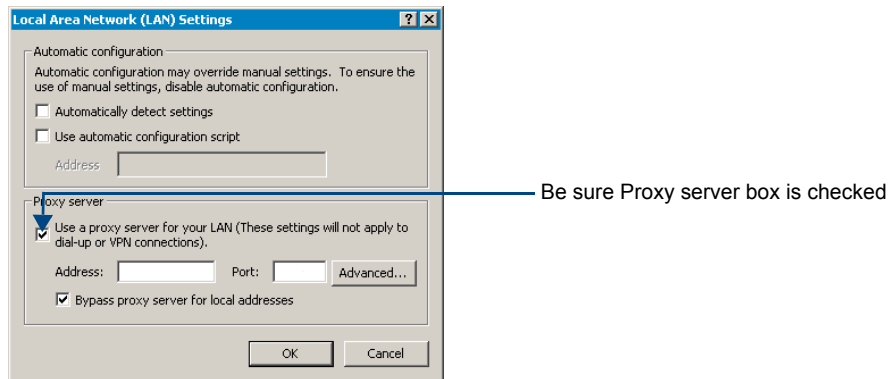 Local Area Network (LAN) Settings
Automatic configuration
Automatic configuration may override manual settings. To ensure the
use of manual settings, disable automatic configuration.
Automatically detect settings
Use automatic configuration script
Address
Proxy server
Be sure Proxy server box is checked
Use a proxy server for your LAN (These settings will not apply to
dial-up or VPN connections).
Address: Port: Advanced...
Bypass proxy server for local addresses
OK Cancel